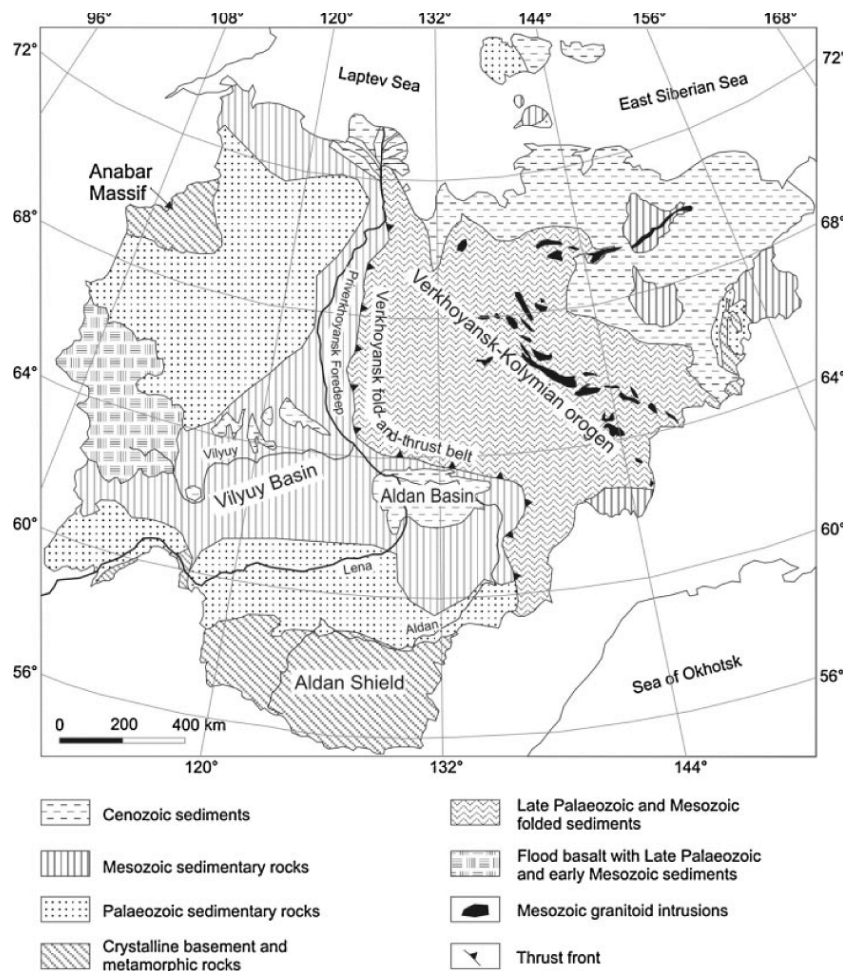 96° 108° 120° 132° 144° 156° 168°
72° 72°
Laptev Sea
East Siberian Sea
Anabar
Massif
68° 68°
Verkhoyansk-Kolymian orogen
Priverkhoyansk Foredeep
Verkhoyansk fold-
and-thrust belt
64° 64°
Vilyuy
Vilyuy Basin
Aldan Basin
60° 60°
Lena
Aldan
56° 56°
Sea of Okhotsk
Aldan Shield
0 200 400 km
120° 132° 144°
Cenozoic sediments
Mesozoic sedimentary rocks
Palaeozoic sedimentary rocks
Crystalline basement and
metamorphic rocks
Late Palaeozoic and Mesozoic
folded sediments
Flood basalt with Late Palaeozoic
and early Mesozoic sediments
Mesozoic granitoid intrusions
Thrust front